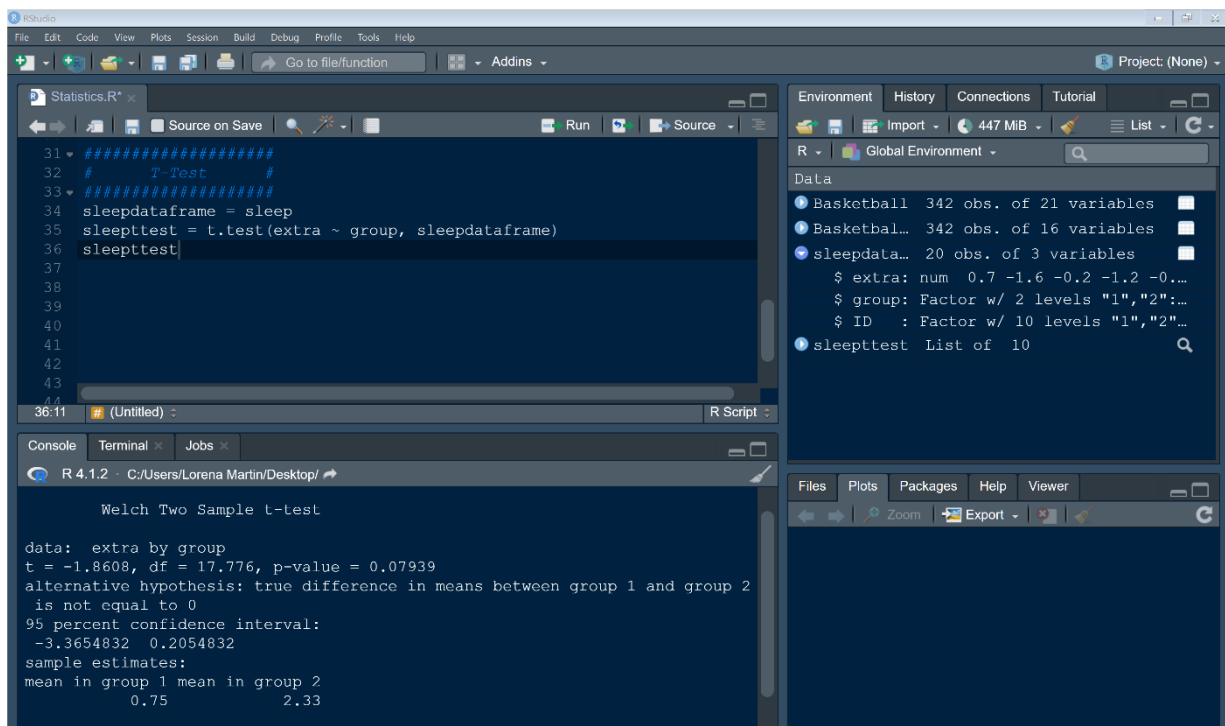 RStudio
File Edit Code View Plots Session Build Debug Profile Tools Help
Go to file/function Addins Project: (None)
Statistics.R*
Source on Save Run Source
31 ####################
32 # T-Test #
33 ####################
34 sleepdataframe = sleep
35 sleepttest = t.test(extra ~ group, sleepdataframe)
36 sleepttest
37
38
39
40
41
42
43
44
36:11 # (Untitled) R Script
Console Terminal Jobs
R 4.1.2 · C:/Users/Lorena Martin/Desktop/
Welch Two Sample t-test
data: extra by group
t = -1.8608, df = 17.776, p-value = 0.07939
alternative hypothesis: true difference in means between group 1 and group 2
is not equal to 0
95 percent confidence interval:
-3.3654832 0.2054832
sample estimates:
mean in group 1 mean in group 2
0.75 2.33
Environment History Connections Tutorial
Import 447 MiB List
R Global Environment
Data
Basketball 342 obs. of 21 variables
Basketbal… 342 obs. of 16 variables
sleepdata… 20 obs. of 3 variables
$ extra: num 0.7 -1.6 -0.2 -1.2 -0.…
$ group: Factor w/ 2 levels "1","2":…
$ ID : Factor w/ 10 levels "1","2"…
sleepttest List of 10
Files Plots Packages Help Viewer
Zoom Export